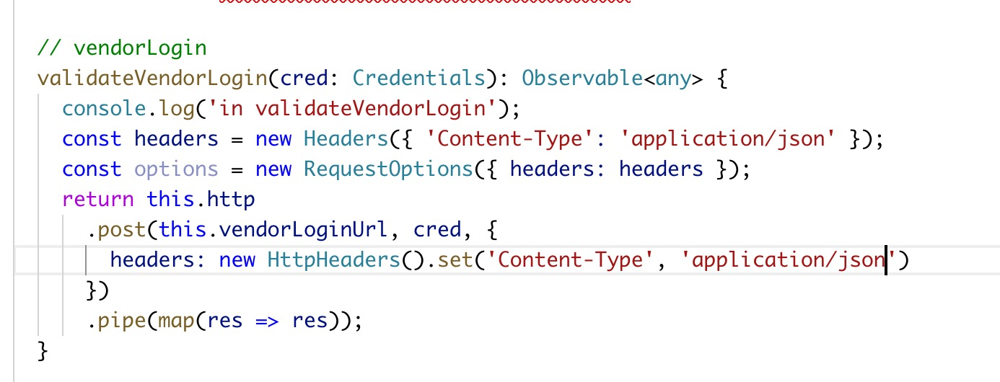 // vendorLogin
validateVendorLogin(cred: Credentials): Observable<any> {
console.log('in validateVendorLogin');
const headers = new Headers({ 'Content-Type': 'application/json' });
const options = new RequestOptions({ headers: headers });
return this.http
.post(this.vendorLoginUrl, cred, {
headers: new HttpHeaders().set('Content-Type', 'application/json')
})
.pipe(map(res => res));
}